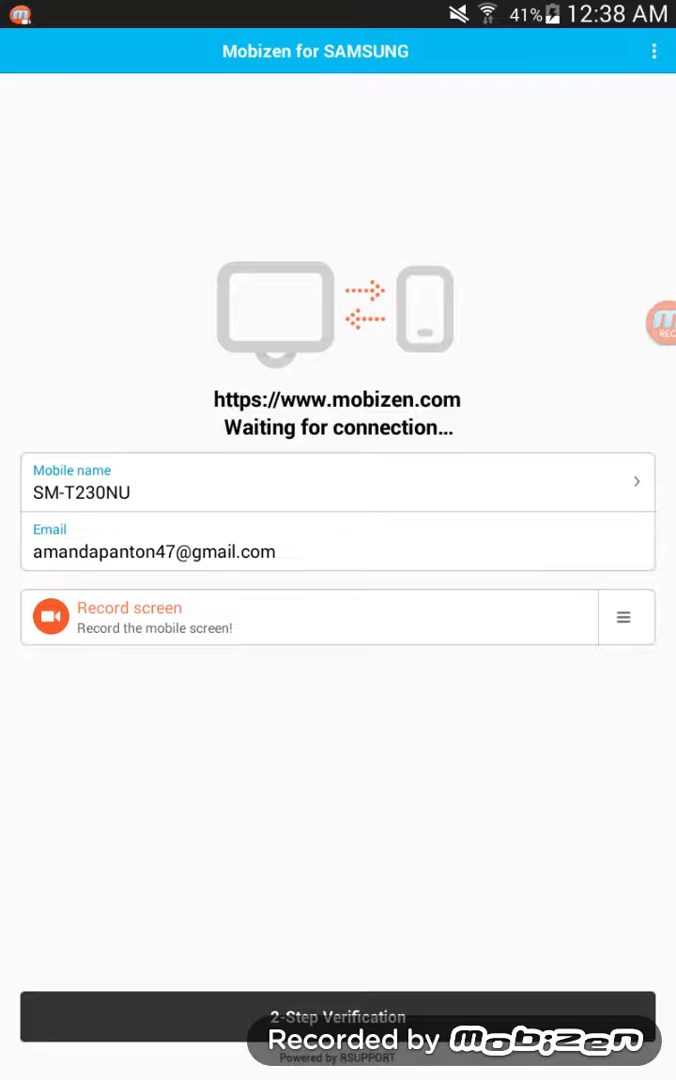 41% 12:38 AM
Mobizen for SAMSUNG
REC
https://www.mobizen.com
Waiting for connection...
Mobile name
SM-T230NU
Email
amandapanton47@gmail.com
Record screen
Record the mobile screen!
2-Step Verification
Recorded by mobizen
Powered by RSUPPORT